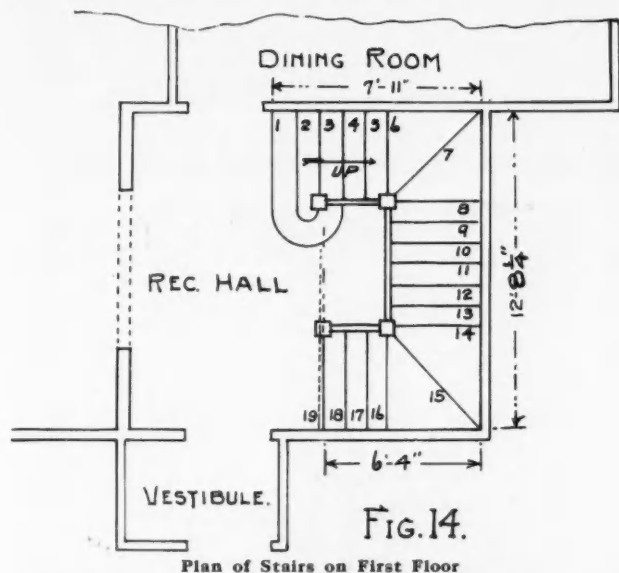 DINING ROOM
7'-11"
1 2 3 4 5 6
7
UP
8
9
10
11
12
13
14
12'-8 1/4"
REC. HALL
15
19 18 17 16
6'-4"
VESTIBULE.
FIG. 14.
Plan of Stairs on First Floor